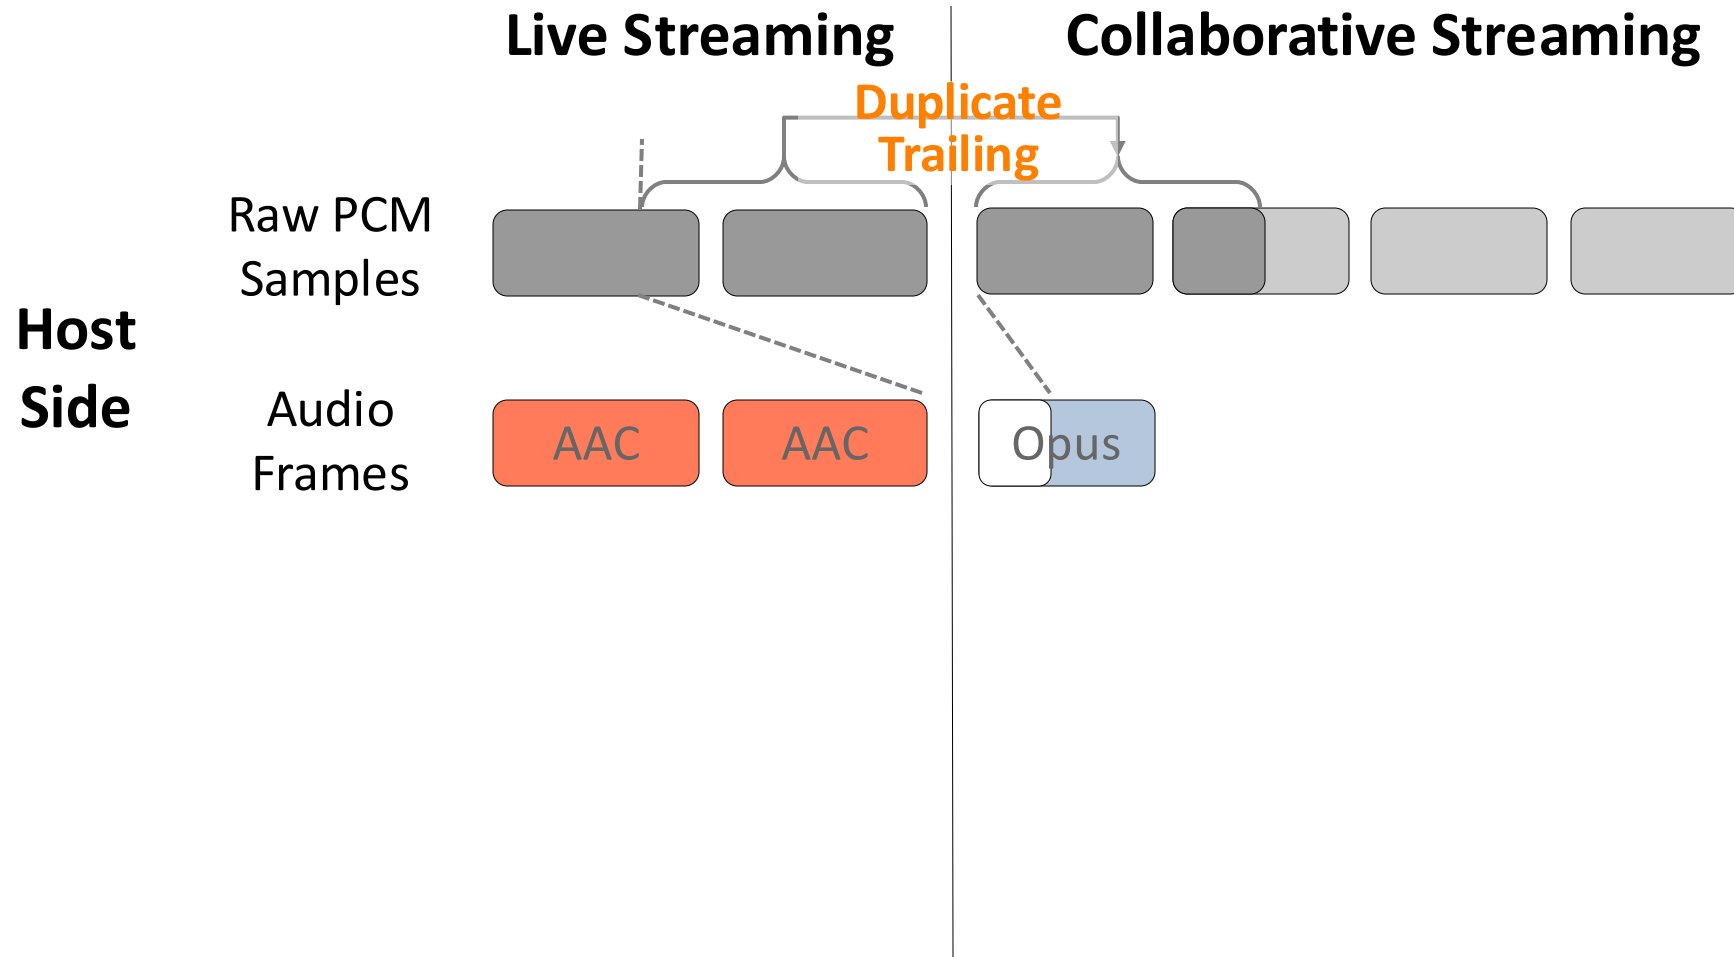 Live Streaming
Collaborative Streaming
Duplicate
Trailing
Raw PCM
Samples
Host
Side
Audio
Frames
AAC
AAC
Opus